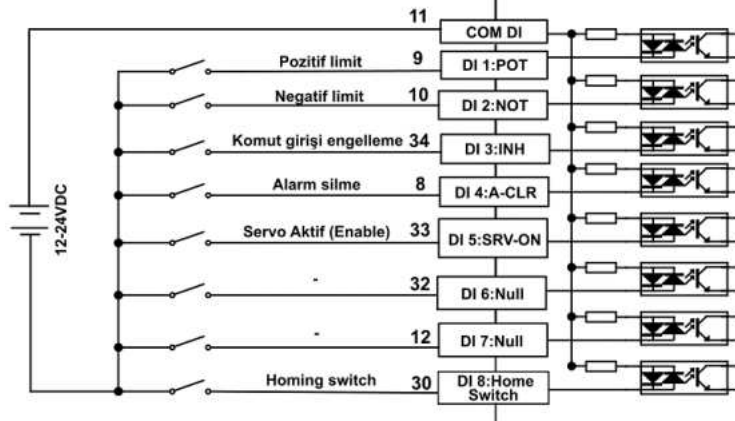 11 COM DI
Pozitif limit 9 DI 1:POT
Negatif limit 10 DI 2:NOT
Komut girişi engelleme 34 DI 3:INH
Alarm silme 8 DI 4:A-CLR
12-24VDC
Servo Aktif (Enable) 33 DI 5:SRV-ON
- 32 DI 6:Null
- 12 DI 7:Null
Homing switch 30 DI 8:Home
Switch